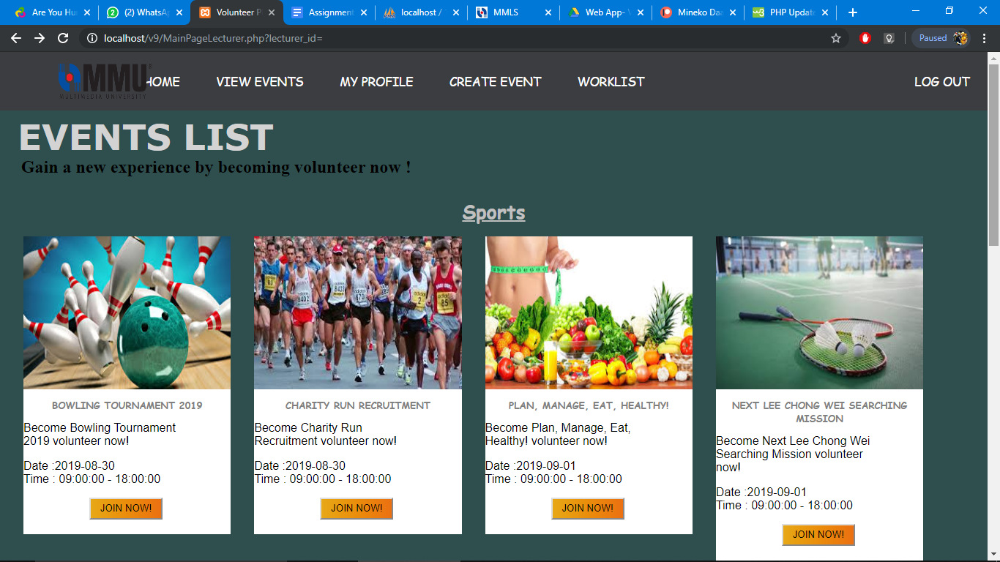 Are You Hu
(2) WhatsA
Volunteer P
Assignment
localhost /
MMLS
Web App-
Mineko Da
PHP Update
localhost/v9/MainPageLecturer.php?lecturer_id=
Paused
MMU
MULTIMEDIA UNIVERSITY
HOME
VIEW EVENTS
MY PROFILE
CREATE EVENT
WORKLIST
LOG OUT
EVENTS LIST
Gain a new experience by becoming volunteer now !
Sports
BOWLING TOURNAMENT 2019
Become Bowling Tournament
2019 volunteer now!
Date :2019-08-30
Time : 09:00:00 - 18:00:00
JOIN NOW!
CHARITY RUN RECRUITMENT
Become Charity Run
Recruitment volunteer now!
Date :2019-08-30
Time : 09:00:00 - 18:00:00
JOIN NOW!
PLAN, MANAGE, EAT, HEALTHY!
Become Plan, Manage, Eat,
Healthy! volunteer now!
Date :2019-09-01
Time : 09:00:00 - 18:00:00
JOIN NOW!
NEXT LEE CHONG WEI SEARCHING
MISSION
Become Next Lee Chong Wei
Searching Mission volunteer
now!
Date :2019-09-01
Time : 09:00:00 - 18:00:00
JOIN NOW!